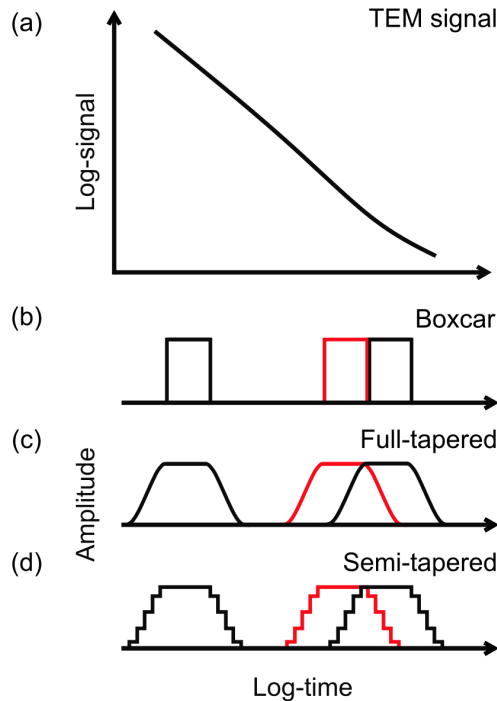 (a)
TEM signal
Log-signal
(b)
Boxcar
(c)
Full-tapered
Amplitude
(d)
Semi-tapered
Log-time